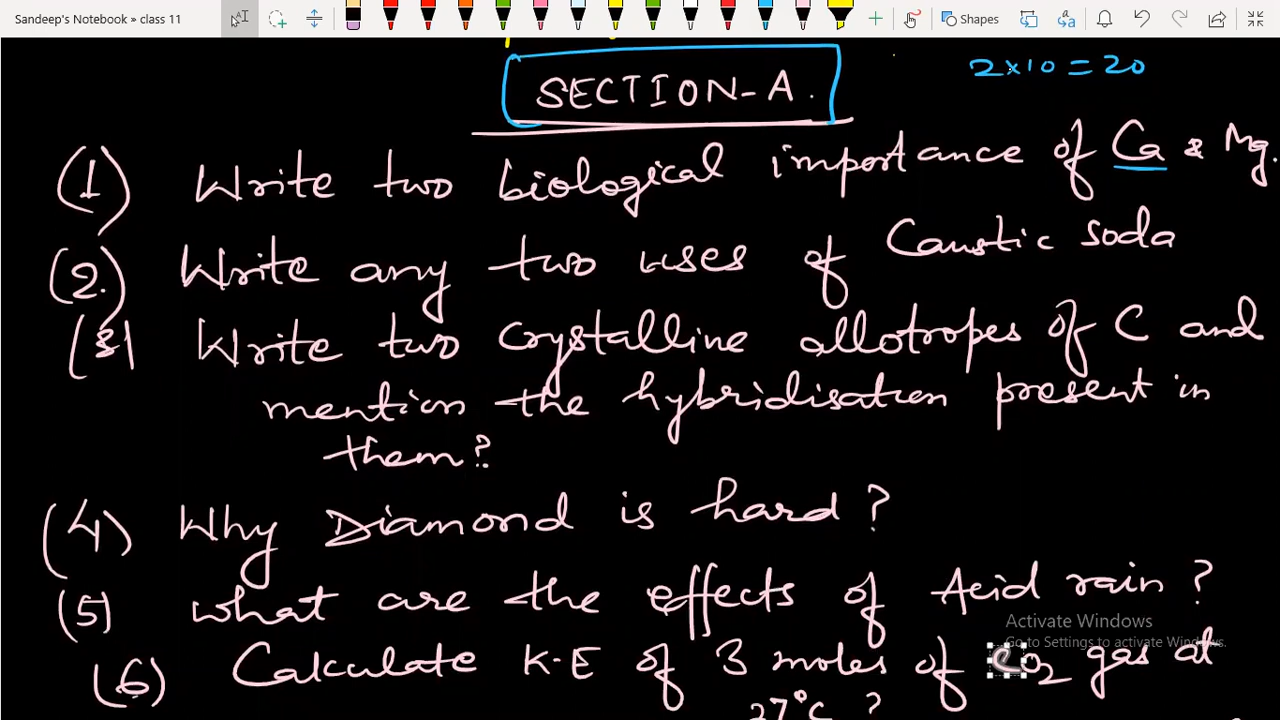 Sandeep's Notebook » class 11
Shapes
SECTION-A.
2×10=20
(1) Write two biological importance of Ca & Mg.
(2.) Write any two uses of Caustic soda
(3) Write two crystalline allotropes of C and
mention the hybridisation present in
them?
(4) Why Diamond is hard?
(5) What are the effects of Acid rain?
Activate Windows
Go to Settings to activate Windows.
(6) Calculate K.E of 3 moles of CO2 gas at
27°C ?